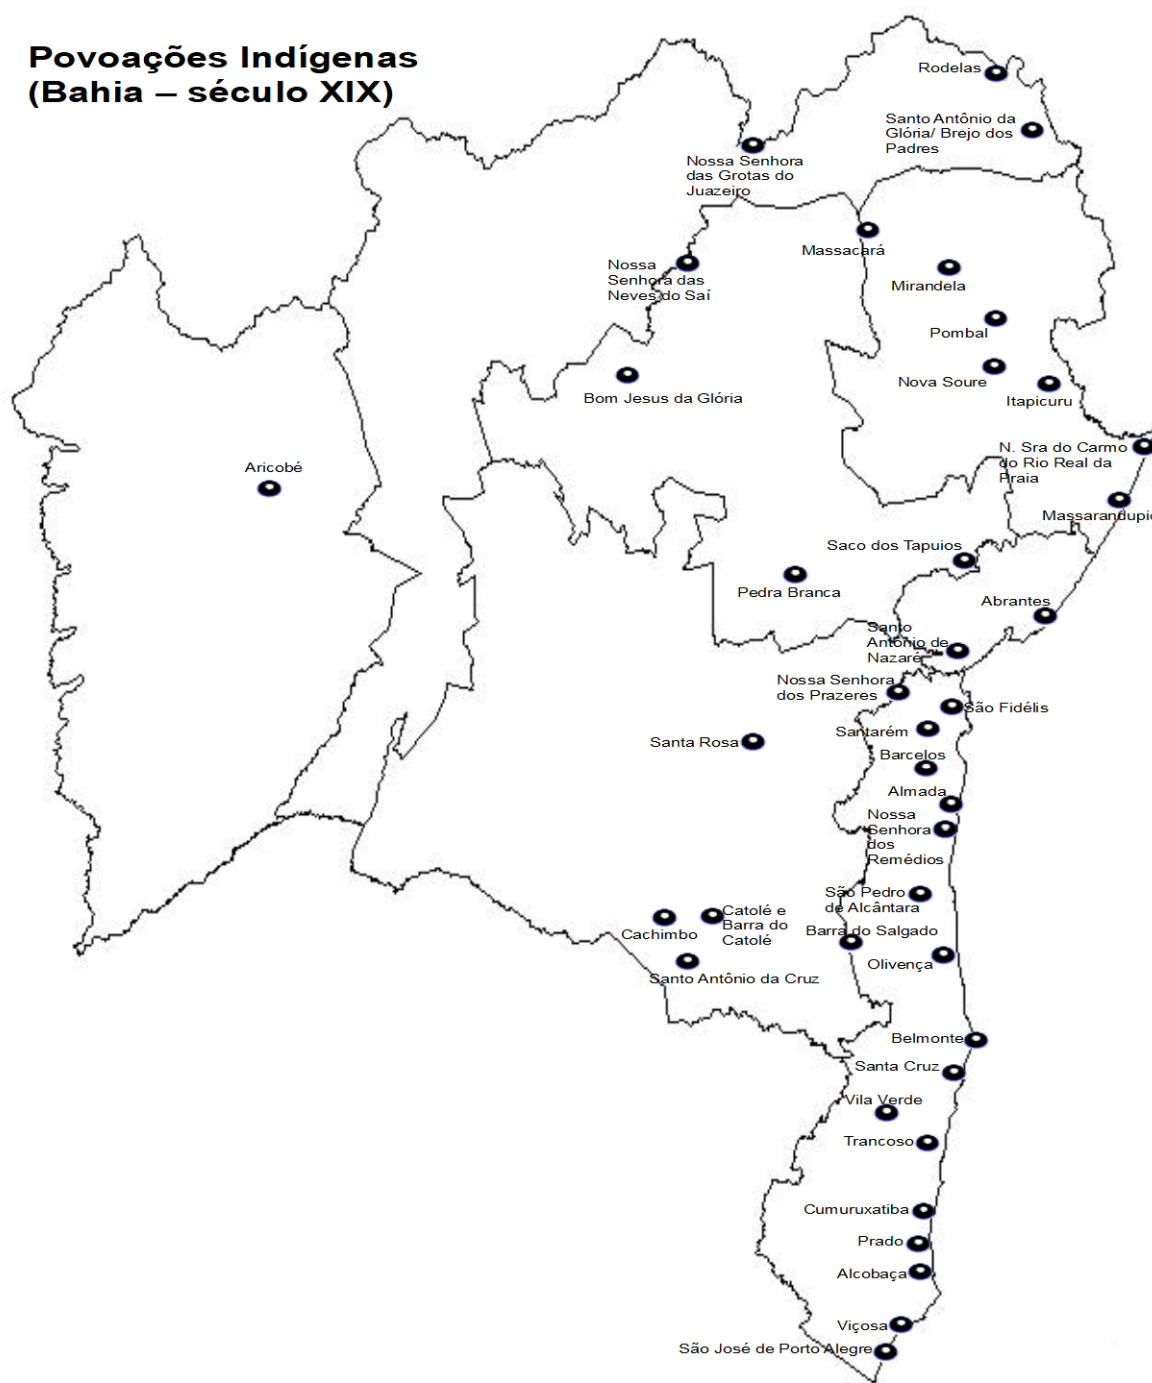 Povoações Indígenas
(Bahia – século XIX)
Rodelas
Santo Antônio da
Glória/ Brejo dos
Padres
Nossa Senhora
das Grotas do
Juazeiro
Massacará
Nossa
Senhora das
Neves do Saí
Mirandela
Pombal
Nova Soure
Itapicuru
Bom Jesus da Glória
N. Sra do Carmo
do Rio Real da
Praia
Aricobé
Massarandupió
Saco dos Tapuios
Pedra Branca
Abrantes
Santo
Antônio de
Nazaré
Nossa Senhora
dos Prazeres
São Fidélis
Santarém
Santa Rosa
Barcelos
Almada
Nossa
Senhora
dos
Remédios
São Pedro
de Alcântara
Catolé e
Barra do
Catolé
Cachimbo
Barra do Salgado
Olivença
Santo Antônio da Cruz
Belmonte
Santa Cruz
Vila Verde
Trancoso
Cumuruxatiba
Prado
Alcobaça
Viçosa
São José de Porto Alegre